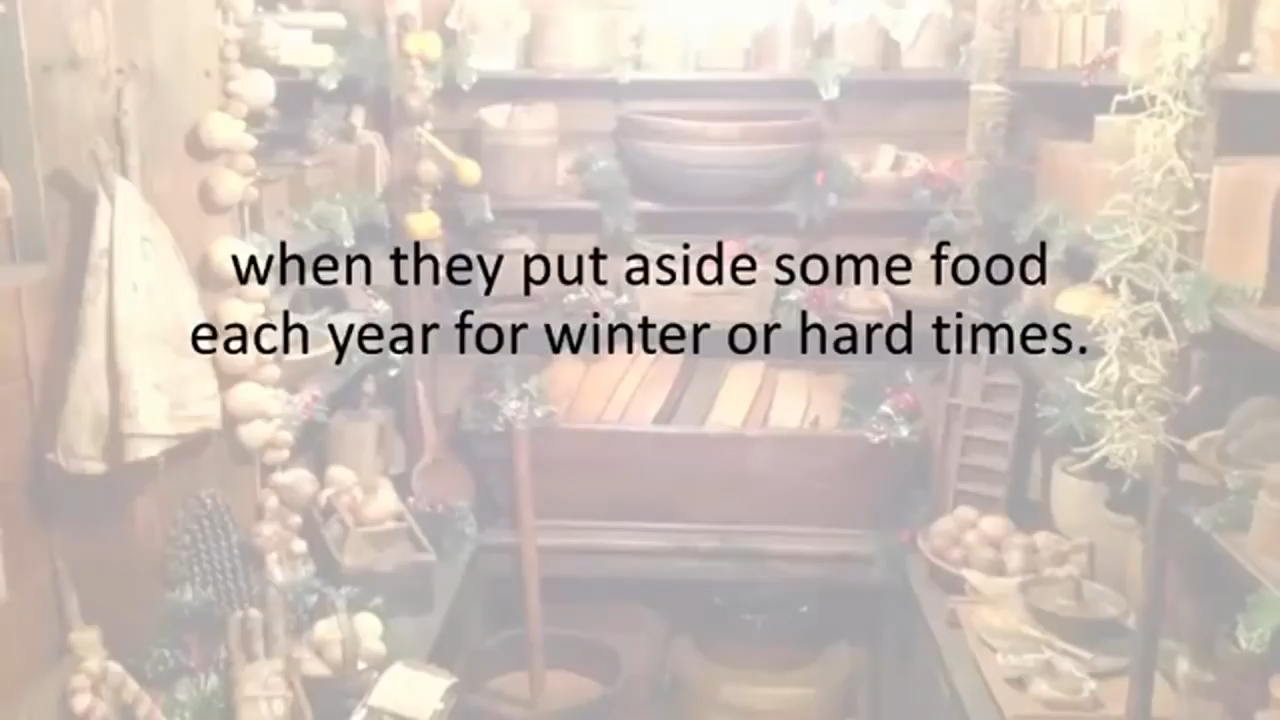 when they put aside some food
each year for winter or hard times.